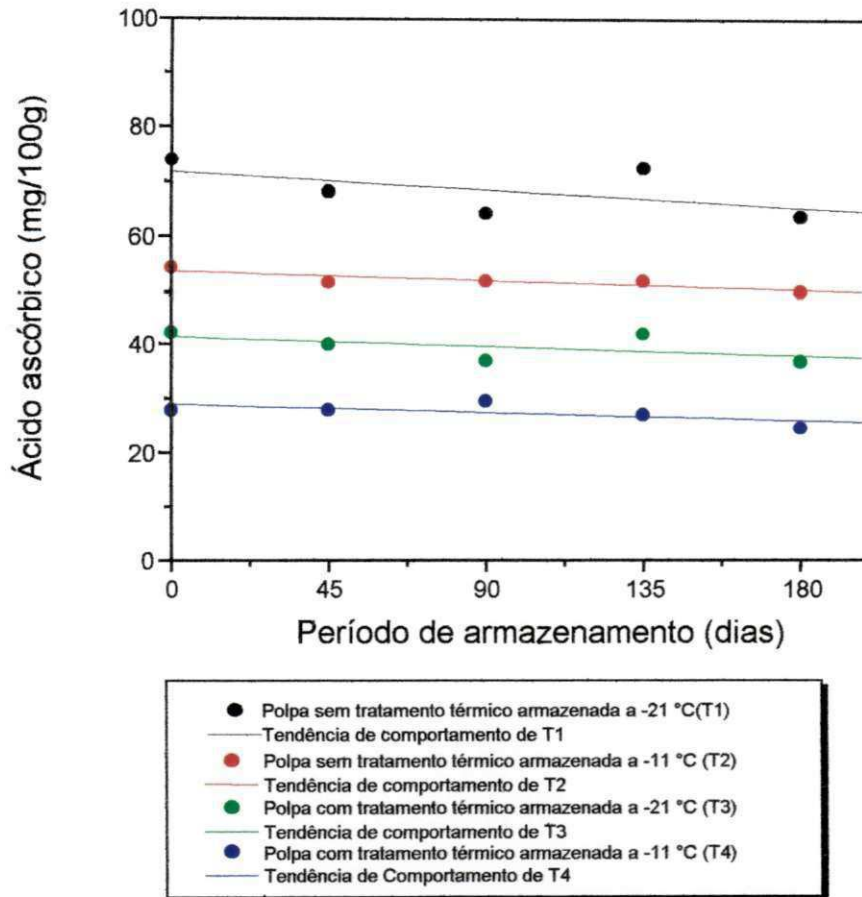 Ácido ascórbico (mg/100g)
100
80
60
40
20
0
0 45 90 135 180
Período de armazenamento (dias)
Polpa sem tratamento térmico armazenada a -21 °C(T1)
Tendência de comportamento de T1
Polpa sem tratamento térmico armazenada a -11 °C (T2)
Tendência de comportamento de T2
Polpa com tratamento térmico armazenada a -21 °C (T3)
Tendência de comportamento de T3
Polpa com tratamento térmico armazenada a -11 °C (T4)
Tendência de Comportamento de T4